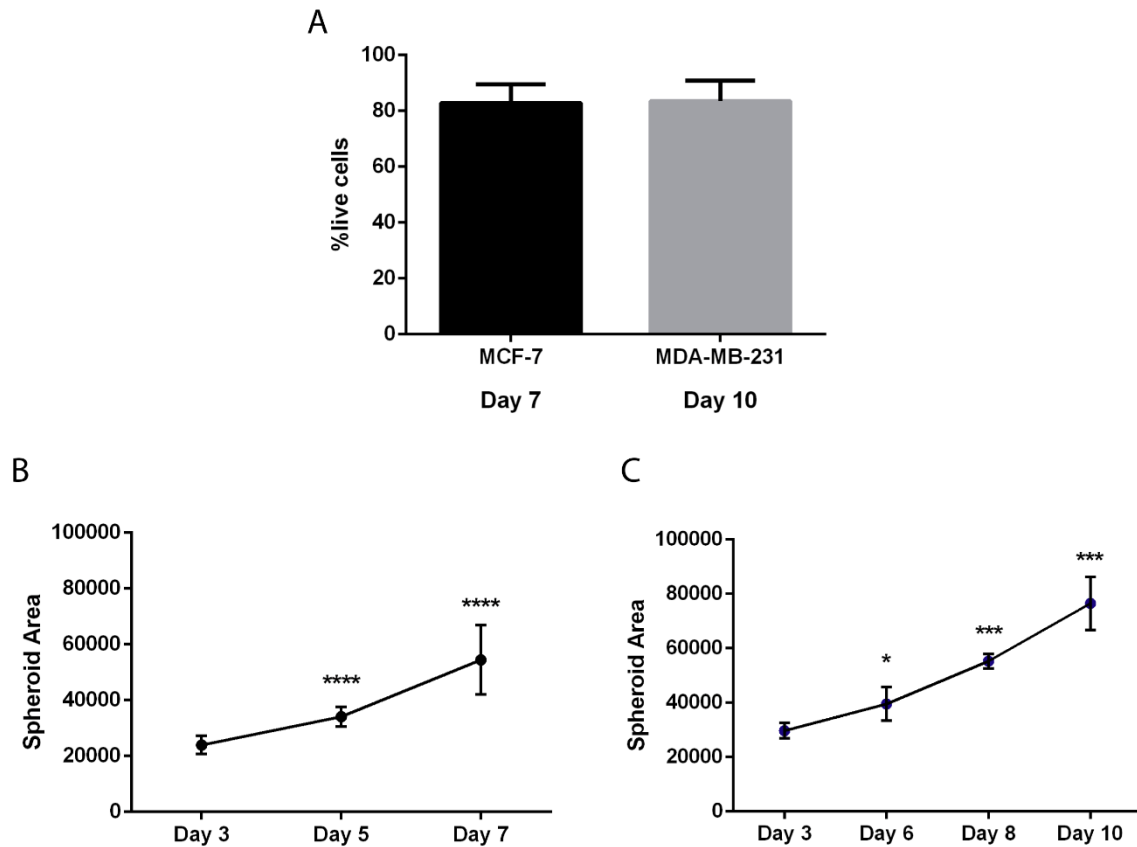 A
100
80
60
40
20
0
%live cells
MCF-7 MDA-MB-231
Day 7 Day 10
B
100000
80000
60000
40000
20000
0
Spheroid Area
****
****
Day 3 Day 5 Day 7
C
100000
80000
60000
40000
20000
0
Spheroid Area
*
***
***
Day 3 Day 6 Day 8 Day 10